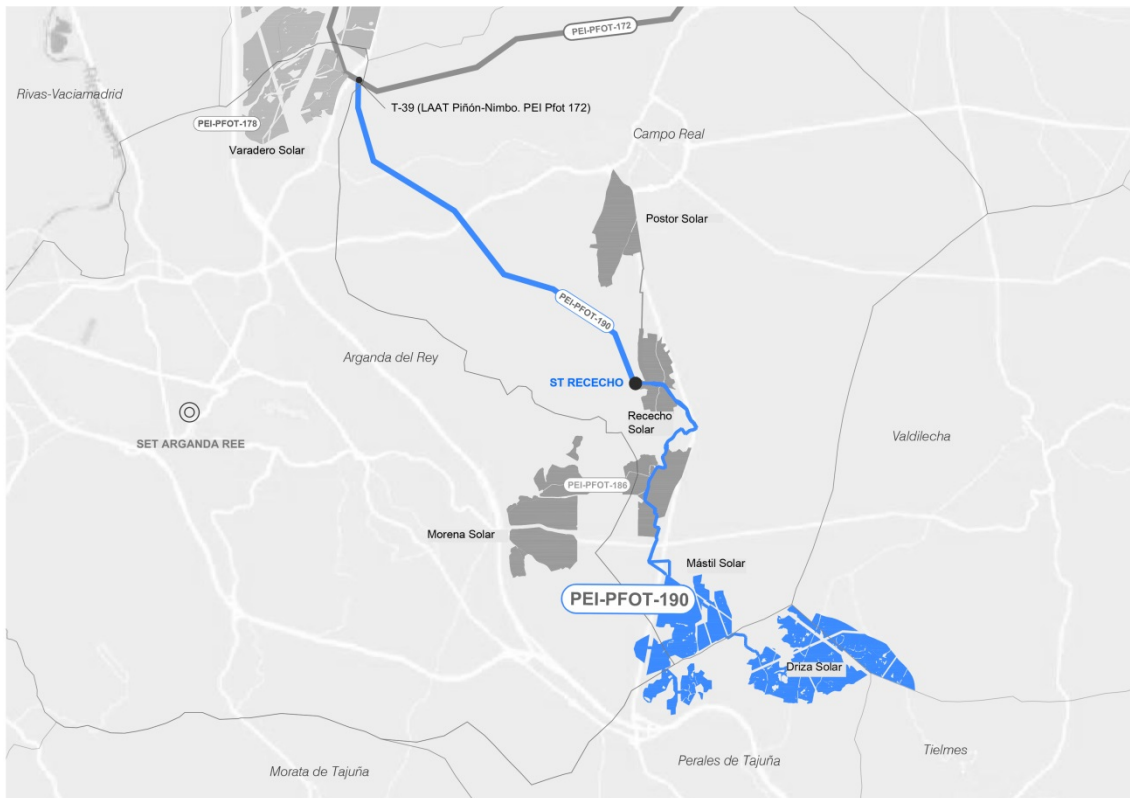 PEI-PFOT-172
Rivas-Vaciamadrid
T-39 (LAAT Piñón-Nimbo. PEI Pfot 172)
PEI-PFOT-178
Campo Real
Varadero Solar
Postor Solar
PEI-PFOT-190
Arganda del Rey
ST RECECHO
Rececho
Solar
SET ARGANDA REE
Valdilecha
PEI-PFOT-186
Morena Solar
Mástil Solar
PEI-PFOT-190
Driza Solar
Tielmes
Perales de Tajuña
Morata de Tajuña